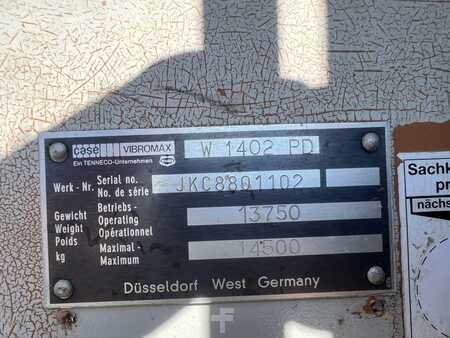 case VIBROMAX W 1402 PD
Ein TENNECO-Unternehmen
Werk - Nr. Serial no. JKC8801102
No. de série
Gewicht Betriebs- 13750
Weight Operating
Poids Opérationnel
kg Maximal- 14500
Maximum
Düsseldorf West Germany
Sachk
pr
nächs